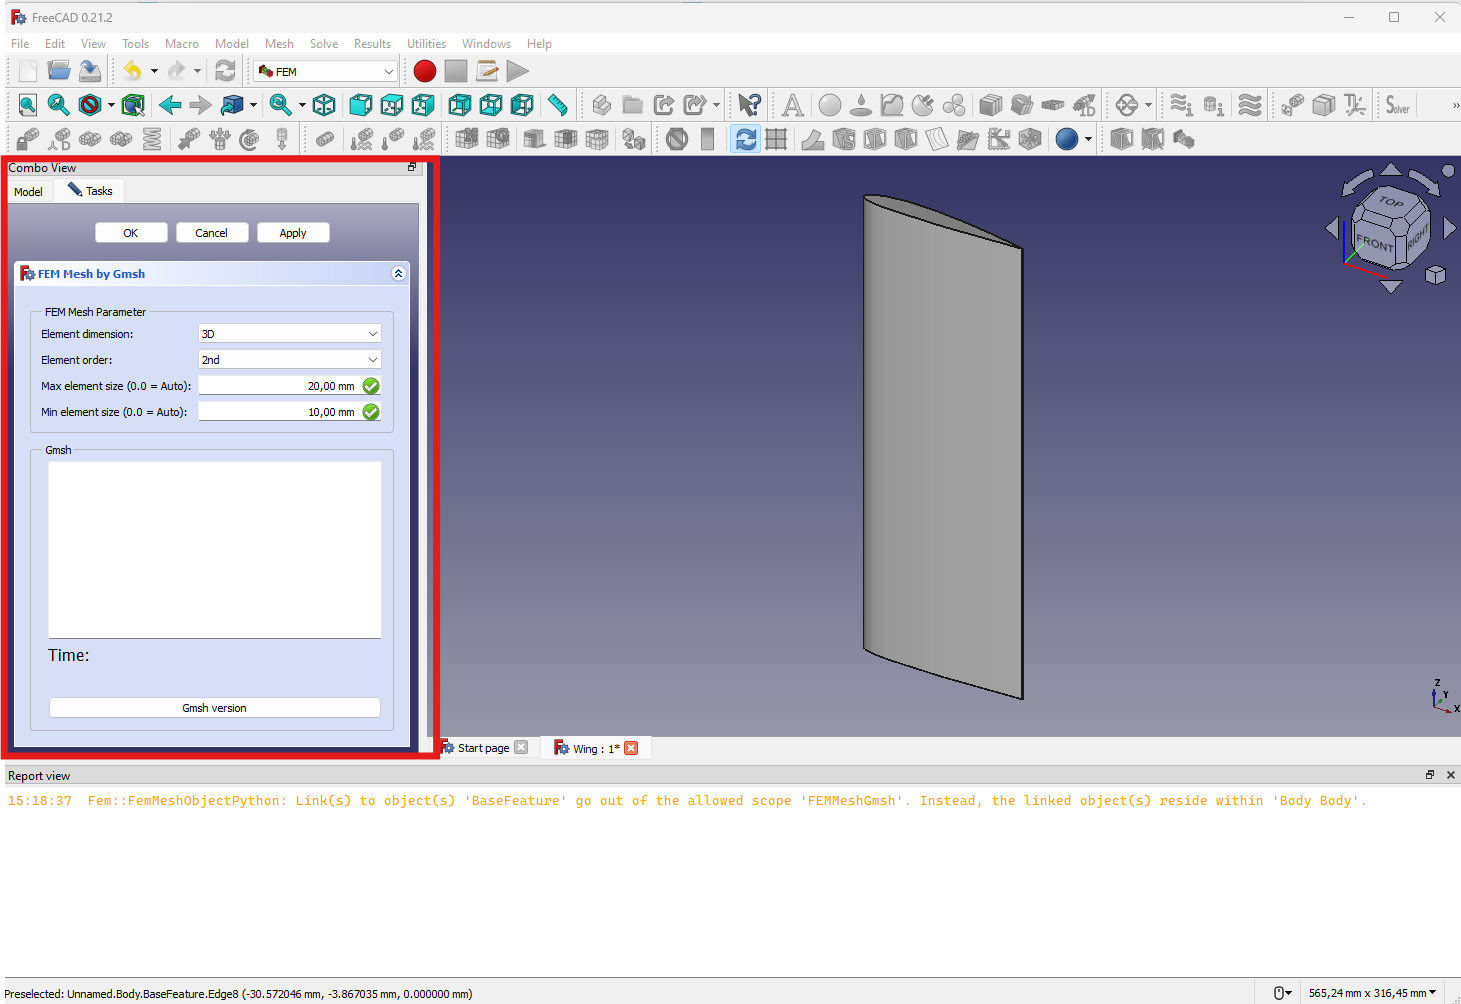 FreeCAD 0.21.2
File Edit View Tools Macro Model Mesh Solve Results Utilities Windows Help
FEM
Solver
Combo View
Model Tasks
OK Cancel Apply
FEM Mesh by Gmsh
FEM Mesh Parameter
Element dimension: 3D
Element order: 2nd
Max element size (0.0 = Auto): 20,00 mm
Min element size (0.0 = Auto): 10,00 mm
Gmsh
Time:
Gmsh version
TOP
FRONT
RIGHT
Z
Y
X
Start page Wing : 1*
Report view
15:18:37 Fem::FemMeshObjectPython: Link(s) to object(s) 'BaseFeature' go out of the allowed scope 'FEMMeshGmsh'. Instead, the linked object(s) reside within 'Body Body'.
Preselected: Unnamed.Body.BaseFeature.Edge8 (-30.572046 mm, -3.867035 mm, 0.000000 mm)
565,24 mm x 316,45 mm